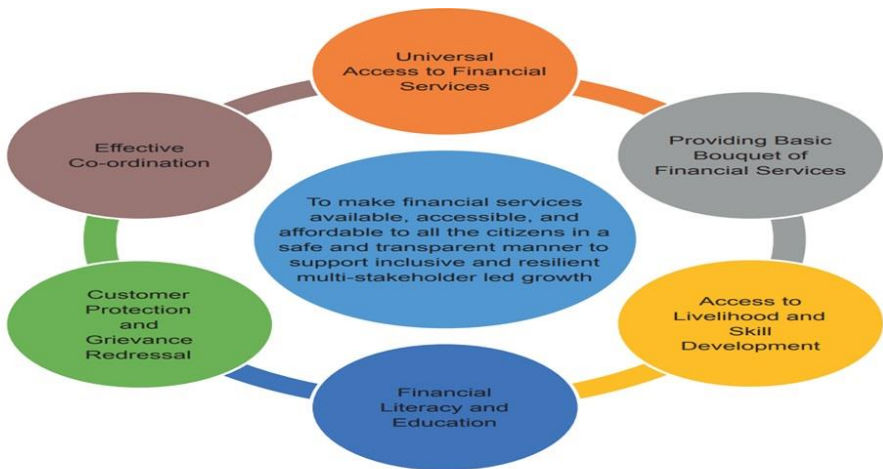 Universal
Access to Financial
Services
Providing Basic
Bouquet of
Financial Services
Access to
Livelihood and
Skill
Development
Financial
Literacy and
Education
Customer
Protection
and
Grievance
Redressal
Effective
Co-ordination
To make financial services
available, accessible, and
affordable to all the citizens in a
safe and transparent manner to
support inclusive and resilient
multi-stakeholder led growth